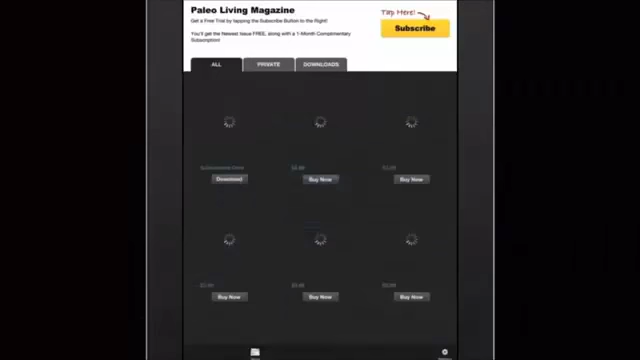 Paleo Living Magazine
Tap Here!
Get a Free Trial by tapping the Subscribe Button to the Right!
Subscribe
You'll get the Newest Issue FREE, along with a 1-Month Complimentary
Subscription!
ALL
PRIVATE
DOWNLOADS
Download
Buy Now
Buy Now
Buy Now
Buy Now
Buy Now